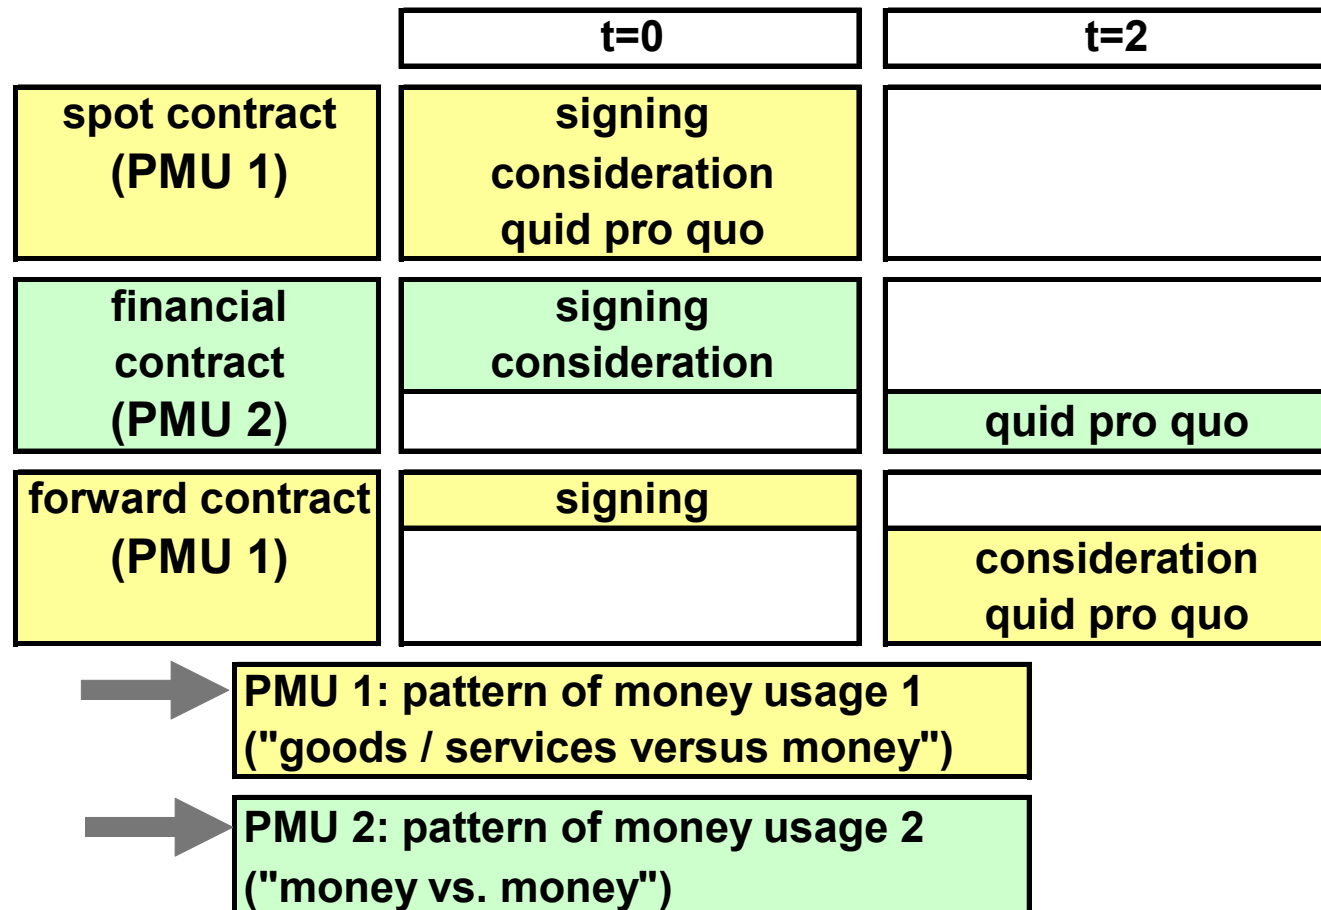 t=0
t=2
spot contract
(PMU 1)
signing
consideration
quid pro quo
financial
contract
(PMU 2)
signing
consideration
quid pro quo
forward contract
(PMU 1)
signing
consideration
quid pro quo
PMU 1: pattern of money usage 1
("goods / services versus money")
PMU 2: pattern of money usage 2
("money vs. money")